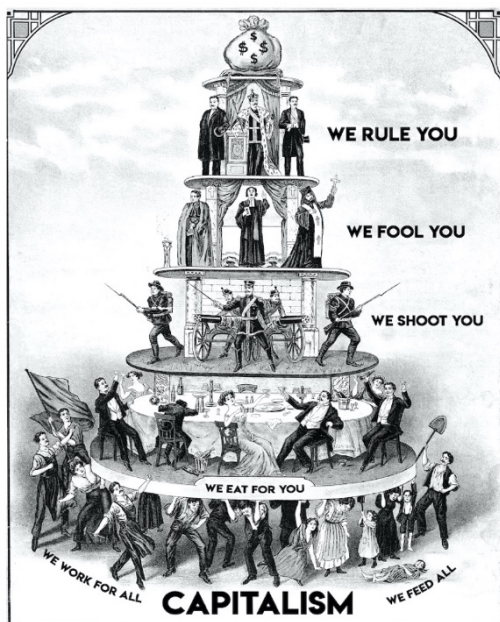 $ $ $ $
WE RULE YOU
WE FOOL YOU
WE SHOOT YOU
WE EAT FOR YOU
WE WORK FOR ALL
WE FEED ALL
CAPITALISM